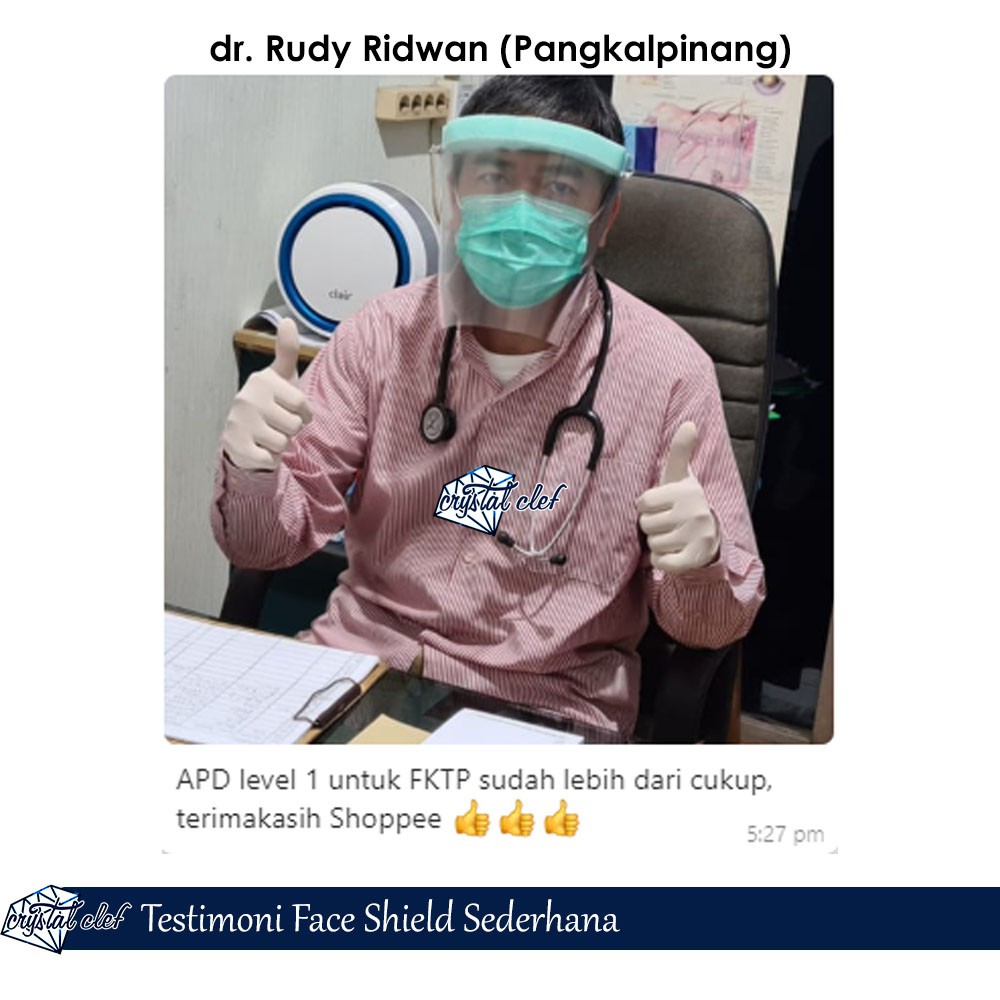 dr. Rudy Ridwan (Pangkalpinang)
clair
crystal clef
APD level 1 untuk FKTP sudah lebih dari cukup,
terimakasih Shoppee 👍👍👍
5:27 pm
crystal clef
Testimoni Face Shield Sederhana